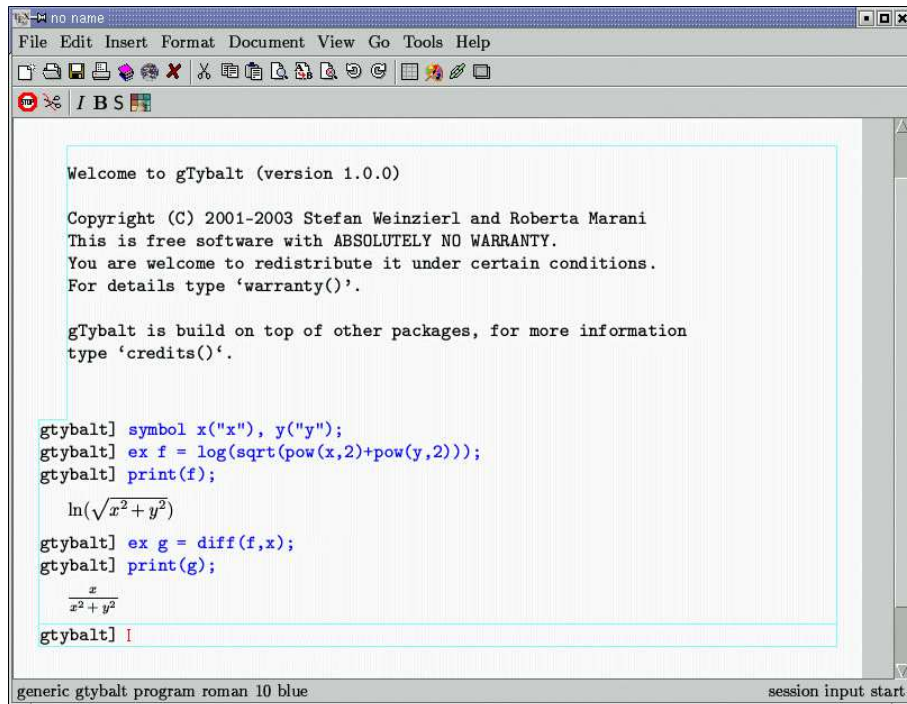 no name
File Edit Insert Format Document View Go Tools Help
STOP I B S
Welcome to gTybalt (version 1.0.0)
Copyright (C) 2001-2003 Stefan Weinzierl and Roberta Marani
This is free software with ABSOLUTELY NO WARRANTY.
You are welcome to redistribute it under certain conditions.
For details type ‘warranty()’.
gTybalt is build on top of other packages, for more information
type ‘credits()‘.
gtybalt] symbol x("x"), y("y");
gtybalt] ex f = log(sqrt(pow(x,2)+pow(y,2)));
gtybalt] print(f);
ln(√x² + y²)
gtybalt] ex g = diff(f,x);
gtybalt] print(g);
x
x² + y²
gtybalt]
generic gtybalt program roman 10 blue session input start